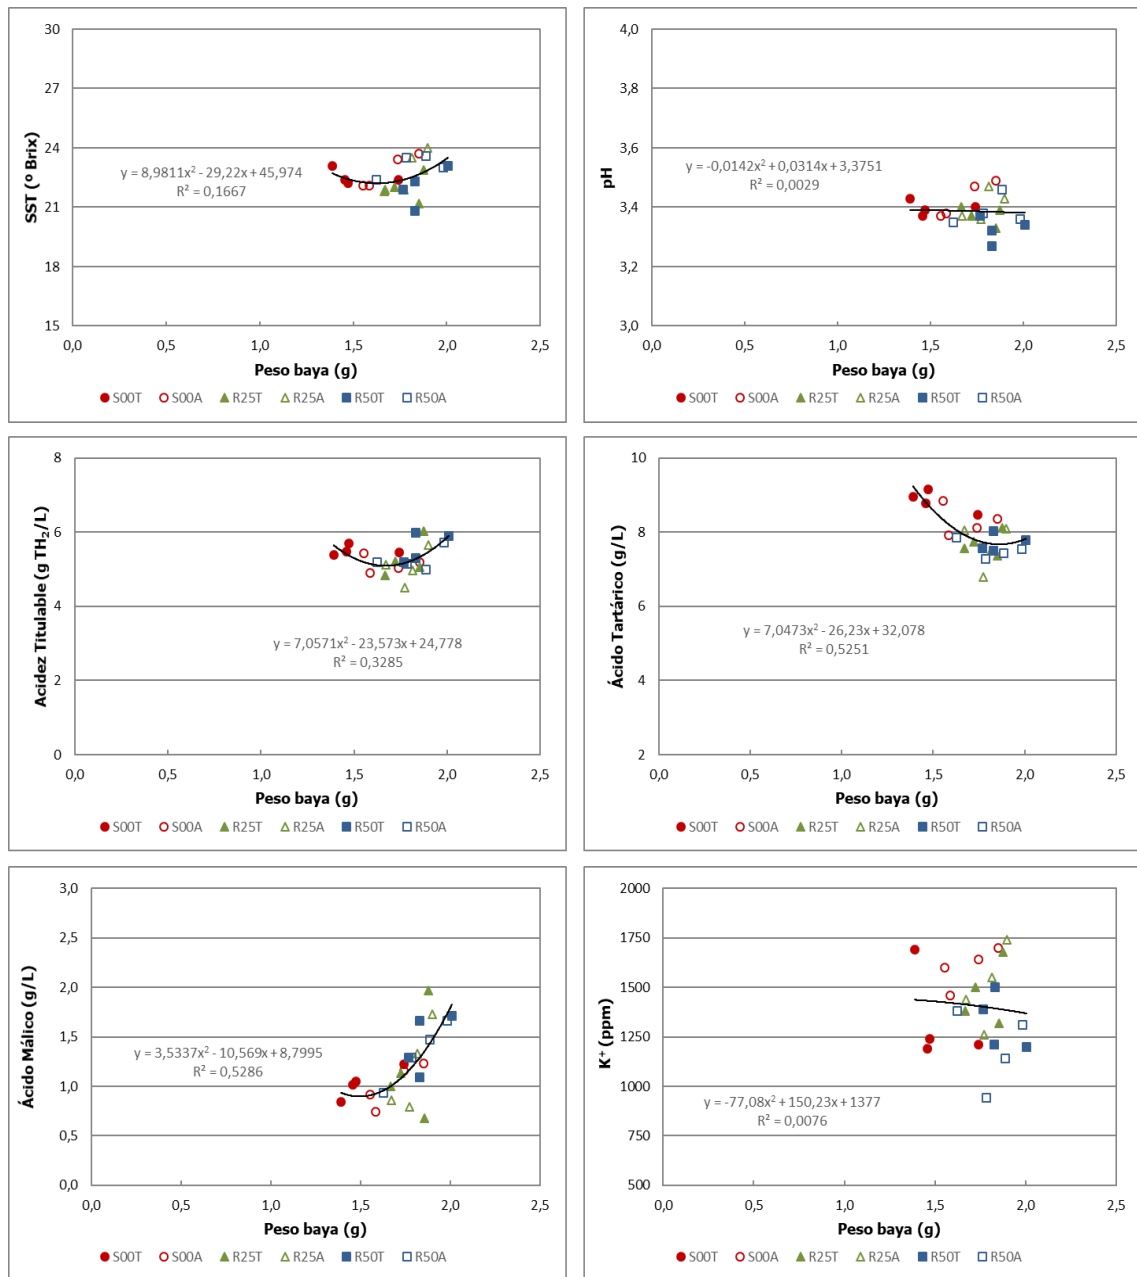 30
27
24
21
18
15
SST (º Brix)
y = 8,9811x² - 29,22x + 45,974
R² = 0,1667
0,0 0,5 1,0 1,5 2,0 2,5
Peso baya (g)
S00T S00A R25T R25A R50T R50A
4,0
3,8
3,6
3,4
3,2
3,0
pH
y = -0,0142x² + 0,0314x + 3,3751
R² = 0,0029
0,0 0,5 1,0 1,5 2,0 2,5
Peso baya (g)
S00T S00A R25T R25A R50T R50A
8
6
4
2
0
Acidez Titulable (g TH₂/L)
y = 7,0571x² - 23,573x + 24,778
R² = 0,3285
0,0 0,5 1,0 1,5 2,0 2,5
Peso baya (g)
S00T S00A R25T R25A R50T R50A
10
8
6
4
2
Ácido Tartárico (g/L)
y = 7,0473x² - 26,23x + 32,078
R² = 0,5251
0,0 0,5 1,0 1,5 2,0 2,5
Peso baya (g)
S00T S00A R25T R25A R50T R50A
3,0
2,5
2,0
1,5
1,0
0,5
0,0
Ácido Málico (g/L)
y = 3,5337x² - 10,569x + 8,7995
R² = 0,5286
0,0 0,5 1,0 1,5 2,0 2,5
Peso baya (g)
S00T S00A R25T R25A R50T R50A
2000
1750
1500
1250
1000
750
500
K⁺ (ppm)
y = -77,08x² + 150,23x + 1377
R² = 0,0076
0,0 0,5 1,0 1,5 2,0 2,5
Peso baya (g)
S00T S00A R25T R25A R50T R50A